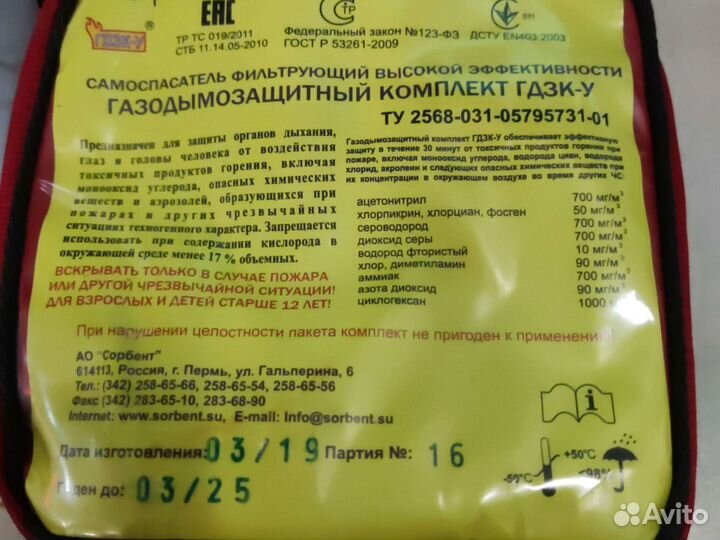 ГДЗК-У
EAC
ТР ТС 019/2011
СТБ 11.14.05-2010
ТР
Федеральный закон №123-ФЗ
ГОСТ Р 53261-2009
011
ДСТУ EN403:2003
САМОСПАСАТЕЛЬ ФИЛЬТРУЮЩИЙ ВЫСОКОЙ ЭФФЕКТИВНОСТИ
ГАЗОДЫМОЗАЩИТНЫЙ КОМПЛЕКТ ГДЗК-У
ТУ 2568-031-05795731-01
Предназначен для защиты органов дыхания,
глаз и головы человека от воздействия
токсичных продуктов горения, включая
монооксид углерода, опасных химических
веществ и аэрозолей, образующихся при
пожарах и других чрезвычайных
ситуациях техногенного характера. Запрещается
использовать при содержании кислорода в
окружающей среде менее 17 % объемных.
ВСКРЫВАТЬ ТОЛЬКО В СЛУЧАЕ ПОЖАРА
ИЛИ ДРУГОЙ ЧРЕЗВЫЧАЙНОЙ СИТУАЦИИ!
ДЛЯ ВЗРОСЛЫХ И ДЕТЕЙ СТАРШЕ 12 ЛЕТ!
Газодымозащитный комплект ГДЗК-У обеспечивает эффективную
защиту в течение 30 минут от токсичных продуктов горения при
пожаре, включая монооксид углерода, водорода циан, водорода
хлорид, акролеин и следующих опасных химических веществ при
их концентрации в окружающем воздухе во время других ЧС:
ацетонитрил 700 мг/м³
хлорпикрин, хлорциан, фосген 50 мг/м³
сероводород 700 мг/м³
диоксид серы 700 мг/м³
водород фтористый 10 мг/м³
хлор, диметиламин 90 мг/м³
аммиак 700 мг/м³
азота диоксид 90 мг/м³
циклогексан 1000
При нарушении целостности пакета комплект не пригоден к применению!
АО "Сорбент"
614113, Россия, г. Пермь, ул. Гальперина, 6
Тел.: (342) 258-65-66, 258-65-54, 258-65-56
Факс (342) 283-65-10, 283-68-90
Internet: www.sorbent.su, E-mail: Info@sorbent.su
Дата изготовления: 03/19 Партия №: 16
Годен до: 03/25
+50°C
-50°C
≤98%
Avito